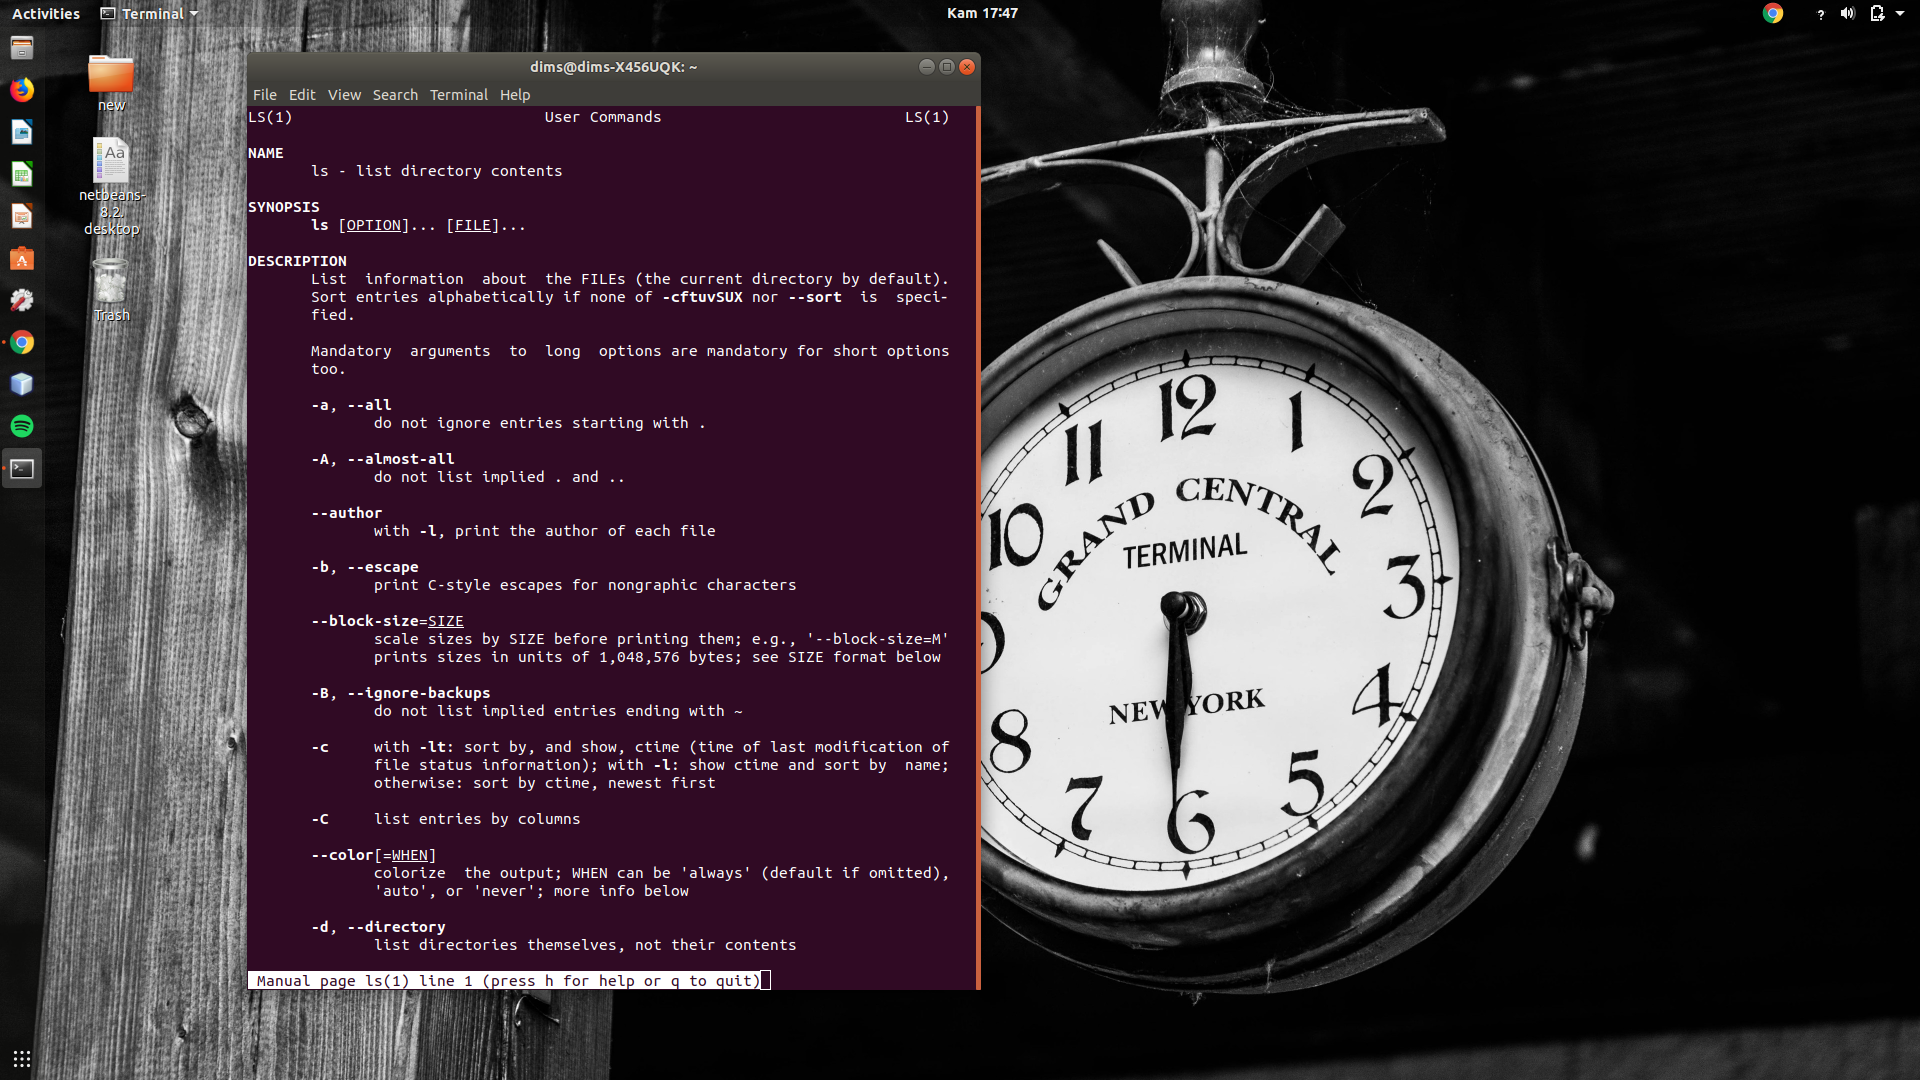 Activities
Terminal
Kam 17:47
?
new
Aa
netbeans-
8.2.
desktop
Trash
dims@dims-X456UQK: ~
File Edit View Search Terminal Help
LS(1) User Commands LS(1)
NAME
ls - list directory contents
SYNOPSIS
ls [OPTION]... [FILE]...
DESCRIPTION
List information about the FILEs (the current directory by default).
Sort entries alphabetically if none of -cftuvSUX nor --sort is speci-
fied.
Mandatory arguments to long options are mandatory for short options
too.
-a, --all
do not ignore entries starting with .
-A, --almost-all
do not list implied . and ..
--author
with -l, print the author of each file
-b, --escape
print C-style escapes for nongraphic characters
--block-size=SIZE
scale sizes by SIZE before printing them; e.g., '--block-size=M'
prints sizes in units of 1,048,576 bytes; see SIZE format below
-B, --ignore-backups
do not list implied entries ending with ~
-c with -lt: sort by, and show, ctime (time of last modification of
file status information); with -l: show ctime and sort by name;
otherwise: sort by ctime, newest first
-C list entries by columns
--color[=WHEN]
colorize the output; WHEN can be 'always' (default if omitted),
'auto', or 'never'; more info below
-d, --directory
list directories themselves, not their contents
Manual page ls(1) line 1 (press h for help or q to quit)
12
1
2
3
4
5
6
7
8
9
10
11
GRAND CENTRAL
TERMINAL
NEW YORK